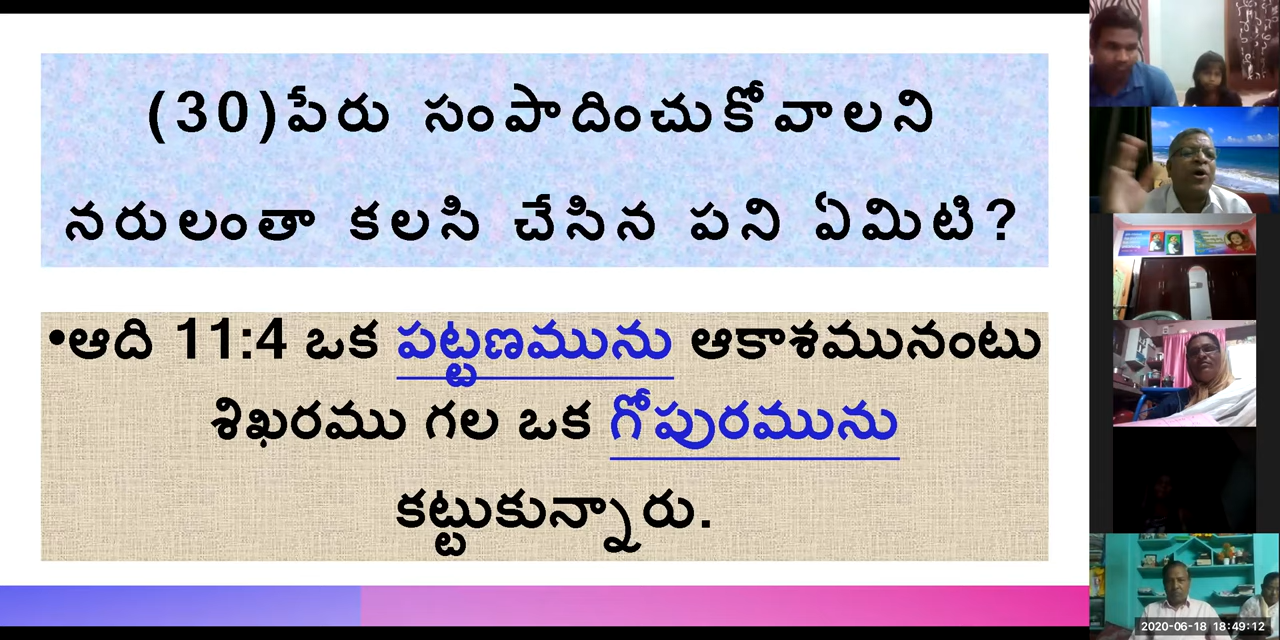 (30)పేరు సంపాదించుకోవాలని
నరులంతా కలసి చేసిన పని ఏమిటి?
•ఆది 11:4 ఒక పట్టణమును ఆకాశమునంటు
శిఖరము గల ఒక గోపురమును
కట్టుకున్నారు.
2020-06-18 18:49:12